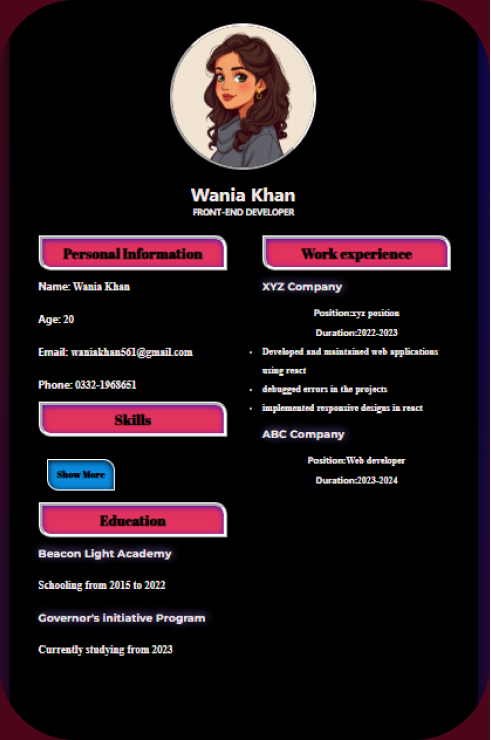 Wania Khan
FRONT-END DEVELOPER
Personal Information
Name: Wania Khan
Age: 20
Email: waniakhan561@gmail.com
Phone: 0332-1968651
Skills
Show More
Education
Beacon Light Academy
Schooling from 2015 to 2022
Governor's initiative Program
Currently studying from 2023
Work experience
XYZ Company
Position:xyz position
Duration:2022-2023
• Developed and maintained web applications
using react
• debugged errors in the projects
• implemented responsive designs in react
ABC Company
Position:Web developer
Duration:2023-2024